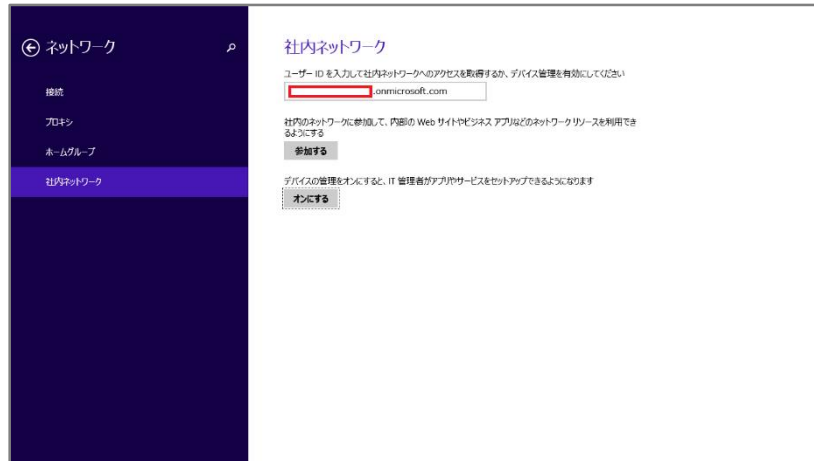 ネットワーク
接続
プロキシ
ホームグループ
社内ネットワーク
社内ネットワーク
ユーザー ID を入力して社内ネットワークへのアクセスを取得するか、デバイス管理を有効にしてください
.onmicrosoft.com
社内のネットワークに参加して、内部の Web サイトやビジネス アプリなどのネットワーク リソースを利用でき
るようにする
参加する
デバイスの管理をオンにすると、IT 管理者がアプリやサービスをセットアップできるようになります
オンにする